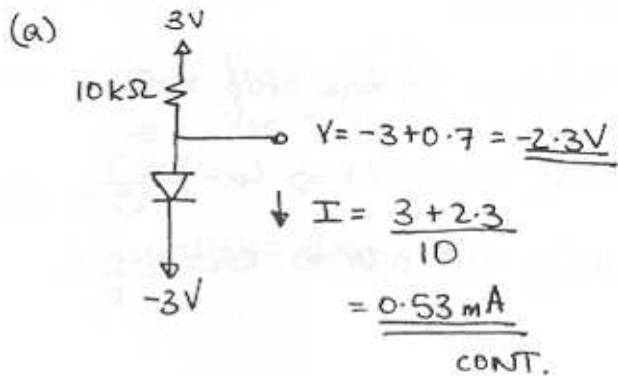 (a)
3V
10kΩ
V = -3+0.7 = -2.3V
I = 3 + 2.3
10
-3V
= 0.53 mA
CONT.